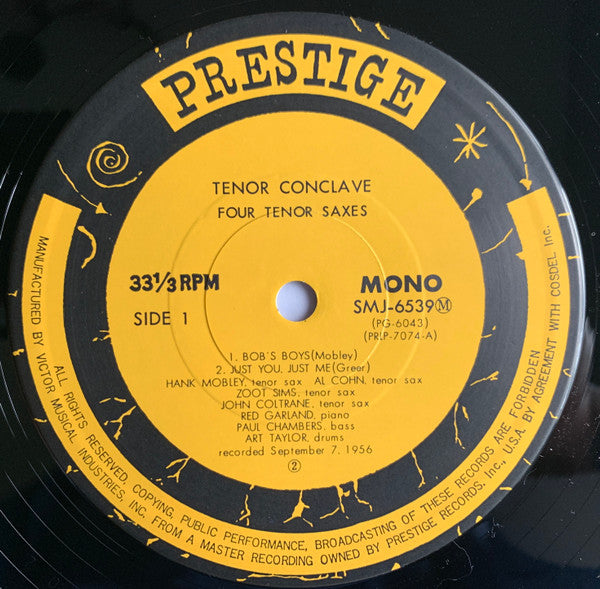 PRESTIGE
TENOR CONCLAVE
FOUR TENOR SAXES
33⅓ RPM
MONO
SIDE 1
SMJ-6539Ⓜ
(PG-6043)
(PRLP-7074-A)
1. BOB'S BOYS(Mobley)
2. JUST YOU, JUST ME(Greer)
HANK MOBLEY, tenor sax AL COHN, tenor sax
ZOOT SIMS, tenor sax
JOHN COLTRANE, tenor sax
RED GARLAND, piano
PAUL CHAMBERS, bass
ART TAYLOR, drums
recorded September 7, 1956
②
MANUFACTURED BY VICTOR MUSICAL INDUSTRIES, INC. FROM A MASTER RECORDING OWNED BY PRESTIGE RECORDS, Inc., U.S.A. BY AGREEMENT WITH COSDEL Inc.
ALL RIGHTS RESERVED, COPYING, PUBLIC PERFORMANCE, BROADCASTING OF THESE RECORDS ARE FORBIDDEN